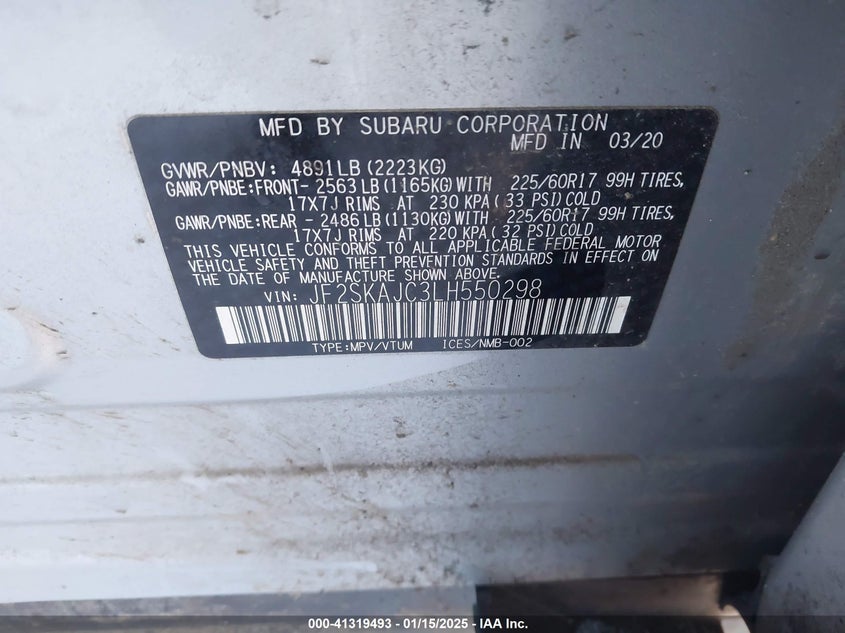 MFD BY SUBARU CORPORATION
MFD IN 03/20
GVWR/PNBV: 4891LB(2223KG)
GAWR/PNBE:FRONT- 2563 LB(1165KG)WITH 225/60R17 99H TIRES,
17X7J RIMS AT 230 KPA( 33 PSI)COLD
GAWR/PNBE:REAR - 2486 LB(1130KG)WITH 225/60R17 99H TIRES,
17X7J RIMS AT 220 KPA( 32 PSI)COLD
THIS VEHICLE CONFORMS TO ALL APPLICABLE FEDERAL MOTOR
VEHICLE SAFETY AND THEFT PREVENTION STANDARDS IN EFFECT ON
THE DATE OF MANUFACTURE SHOWN ABOVE.
VIN: JF2SKAJC3LH550298
TYPE:MPV/VTUM ICES/NMB-002
000-41319493 - 01/15/2025 - IAA Inc.